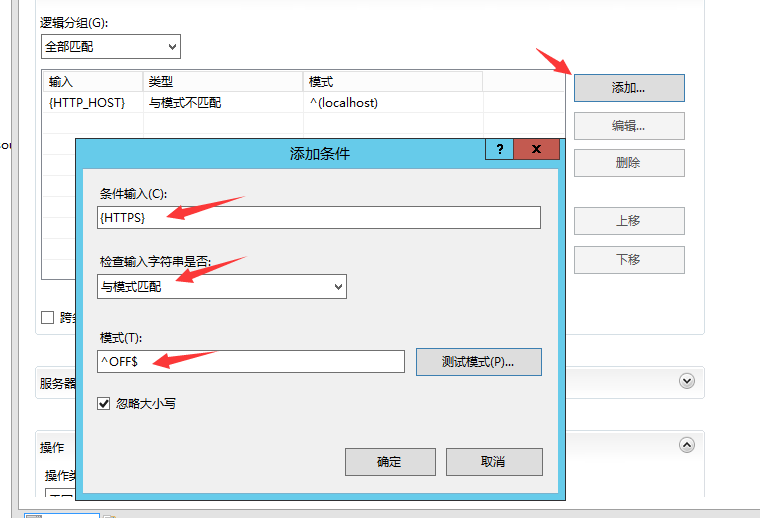 逻辑分组(G):
全部匹配
输入 类型 模式
{HTTP_HOST} 与模式不匹配 ^(localhost)
添加...
编辑...
删除
上移
下移
添加条件
?
x
条件输入(C):
{HTTPS}
检查输入字符串是否:
与模式匹配
模式(T):
^OFF$
测试模式(P)...
忽略大小写
确定
取消
跨
服务器
操作
操作类